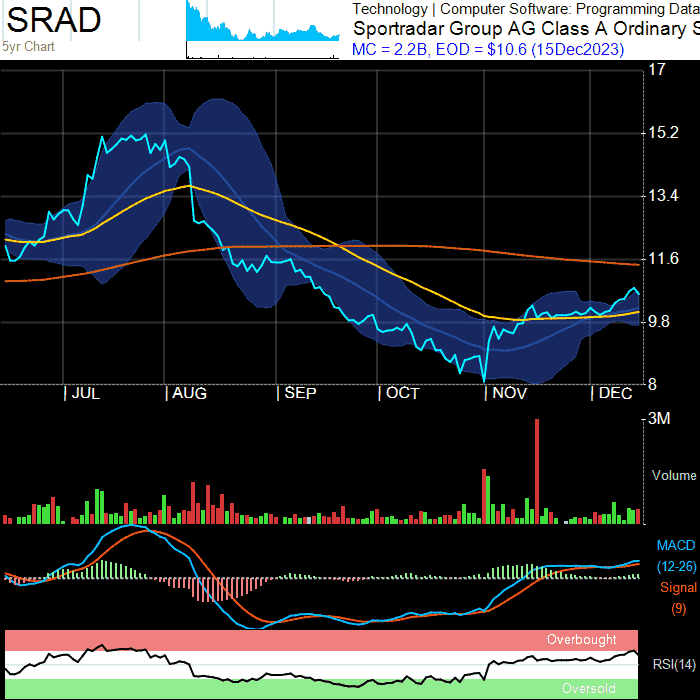 SRAD
5yr Chart
Technology | Computer Software: Programming Data
Sportradar Group AG Class A Ordinary S
MC = 2.2B, EOD = $10.6 (15Dec2023)
17
15.2
13.4
11.6
9.8
8
| JUL | AUG | SEP | OCT | NOV | DEC
3M
Volume
MACD
(12-26)
Signal
(9)
Overbought
RSI(14)
Oversold